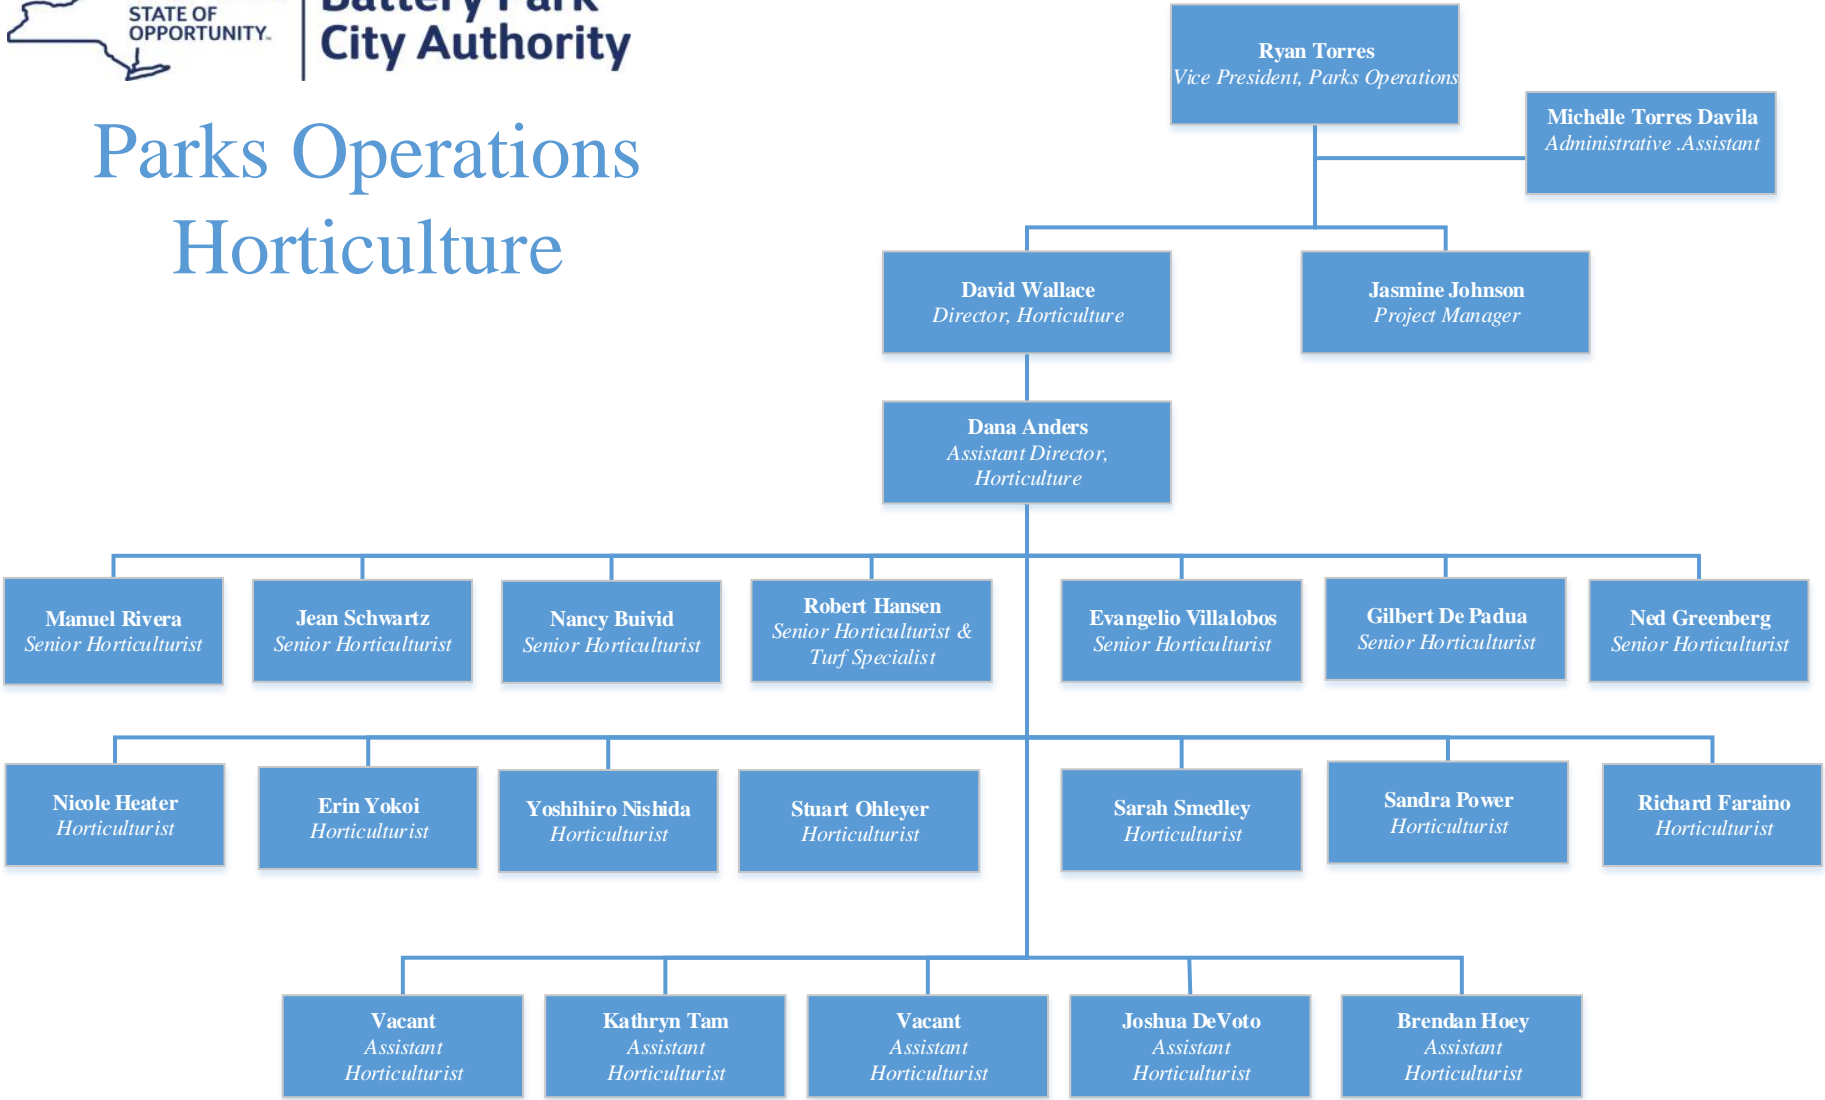 STATE OF
OPPORTUNITY.
Battery Park
City Authority
Parks Operations
Horticulture
Ryan Torres
Vice President, Parks Operations
Michelle Torres Davila
Administrative .Assistant
David Wallace
Director, Horticulture
Jasmine Johnson
Project Manager
Dana Anders
Assistant Director,
Horticulture
Manuel Rivera
Senior Horticulturist
Jean Schwartz
Senior Horticulturist
Nancy Buivid
Senior Horticulturist
Robert Hansen
Senior Horticulturist &
Turf Specialist
Evangelio Villalobos
Senior Horticulturist
Gilbert De Padua
Senior Horticulturist
Ned Greenberg
Senior Horticulturist
Nicole Heater
Horticulturist
Erin Yokoi
Horticulturist
Yoshihiro Nishida
Horticulturist
Stuart Ohleyer
Horticulturist
Sarah Smedley
Horticulturist
Sandra Power
Horticulturist
Richard Faraino
Horticulturist
Vacant
Assistant
Horticulturist
Kathryn Tam
Assistant
Horticulturist
Vacant
Assistant
Horticulturist
Joshua DeVoto
Assistant
Horticulturist
Brendan Hoey
Assistant
Horticulturist